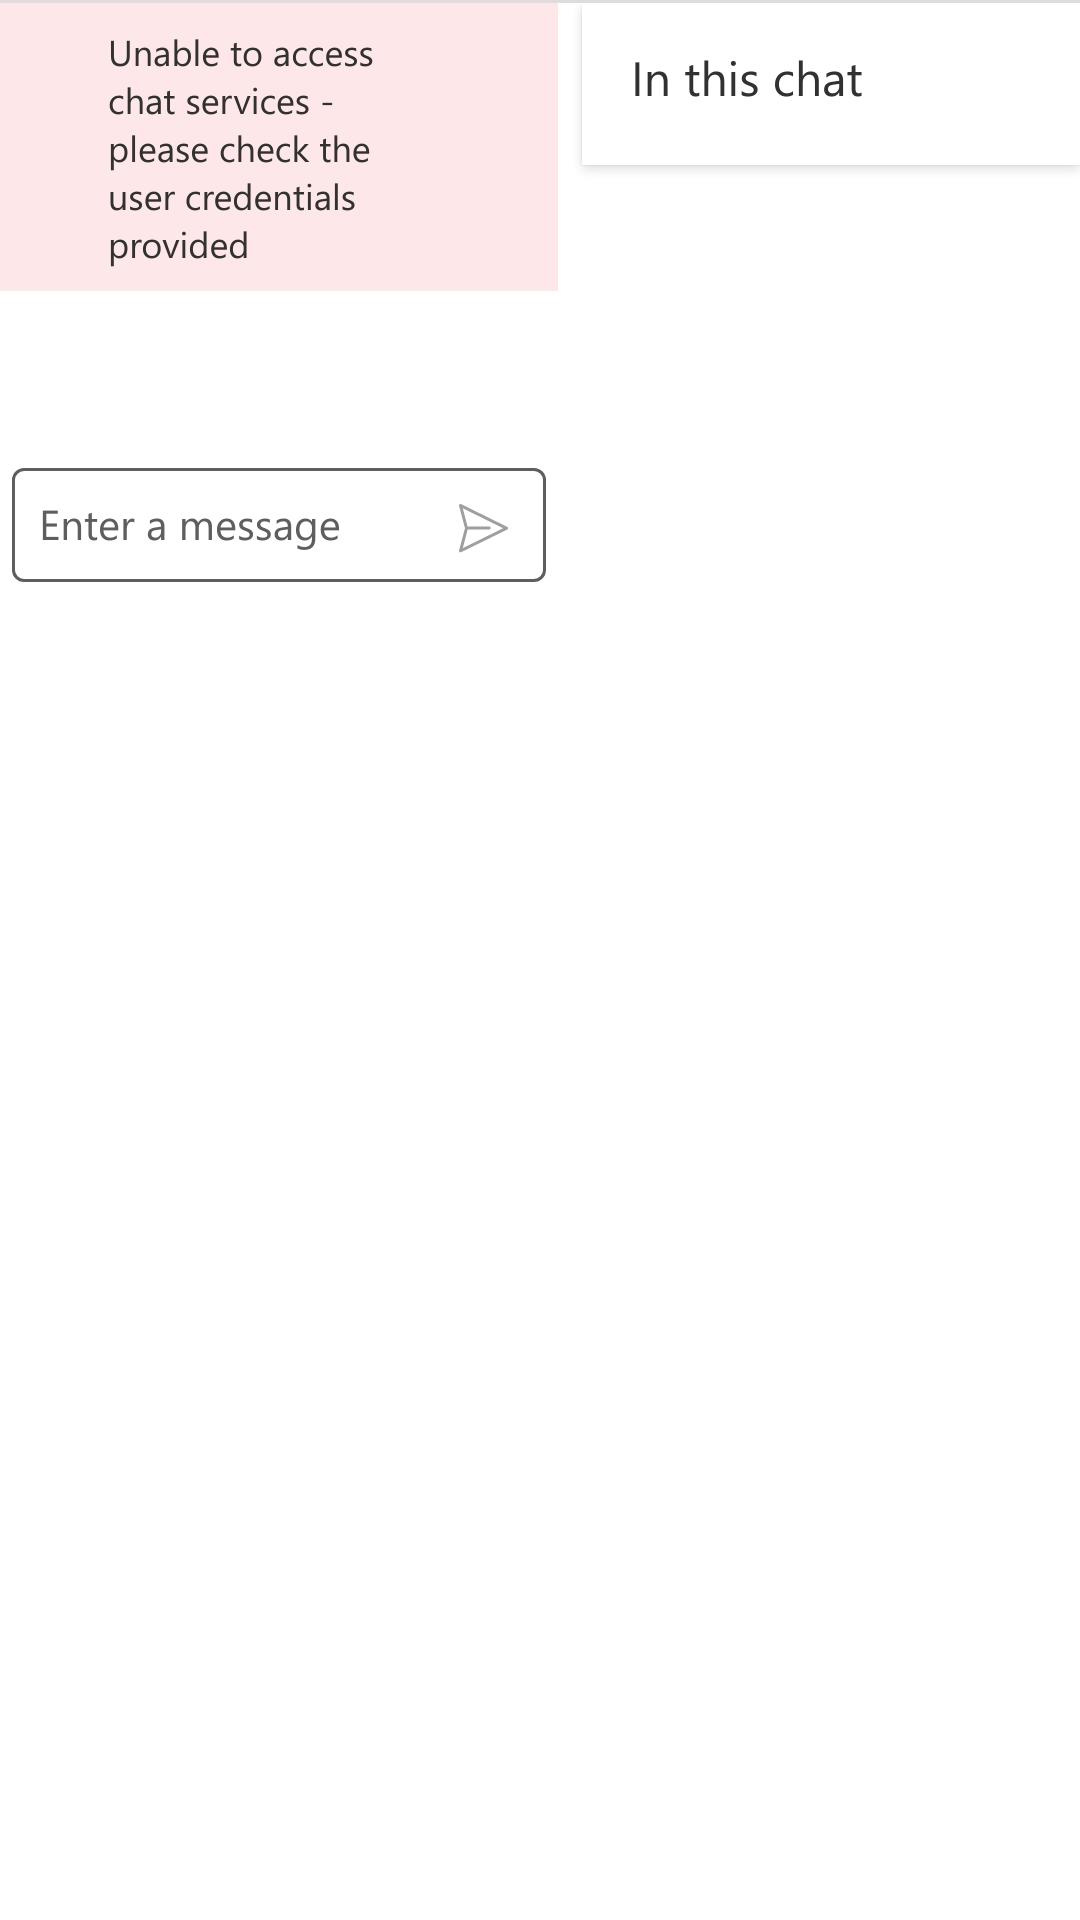 Unable to access
chat services -
please check the
user credentials
provided
In this chat
Enter a message